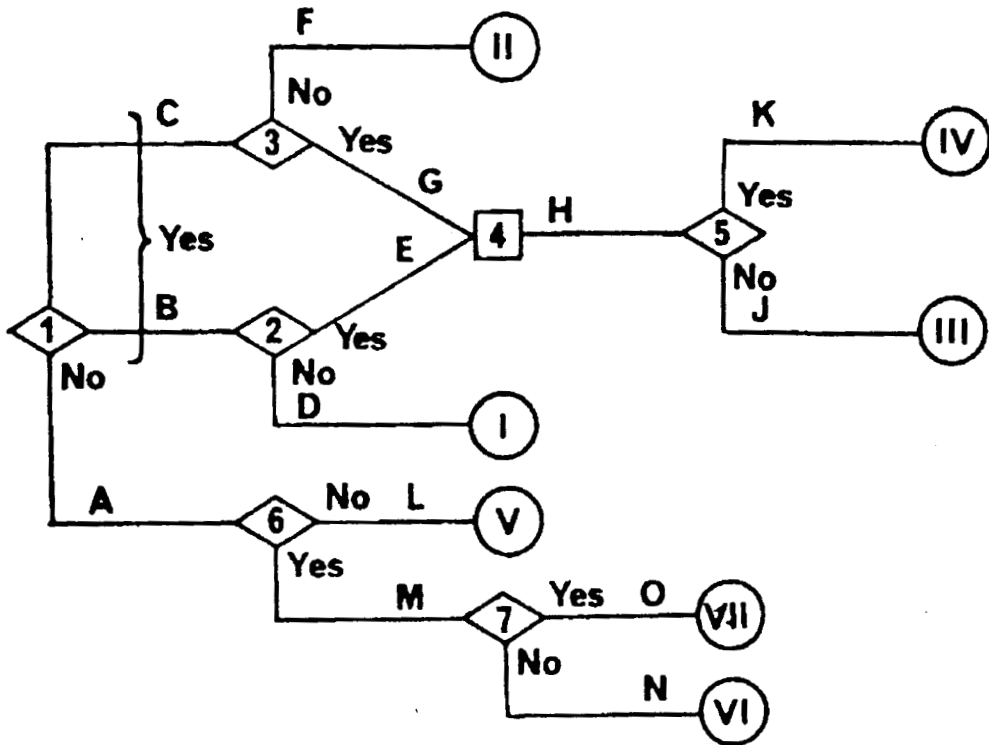 F
II
No
C
3
Yes
K
IV
G
Yes
H
4
5
E
Yes
No
B
J
1
2
Yes
III
No
No
D
I
A
No
L
6
V
Yes
M
Yes
O
7
VII
No
N
VI